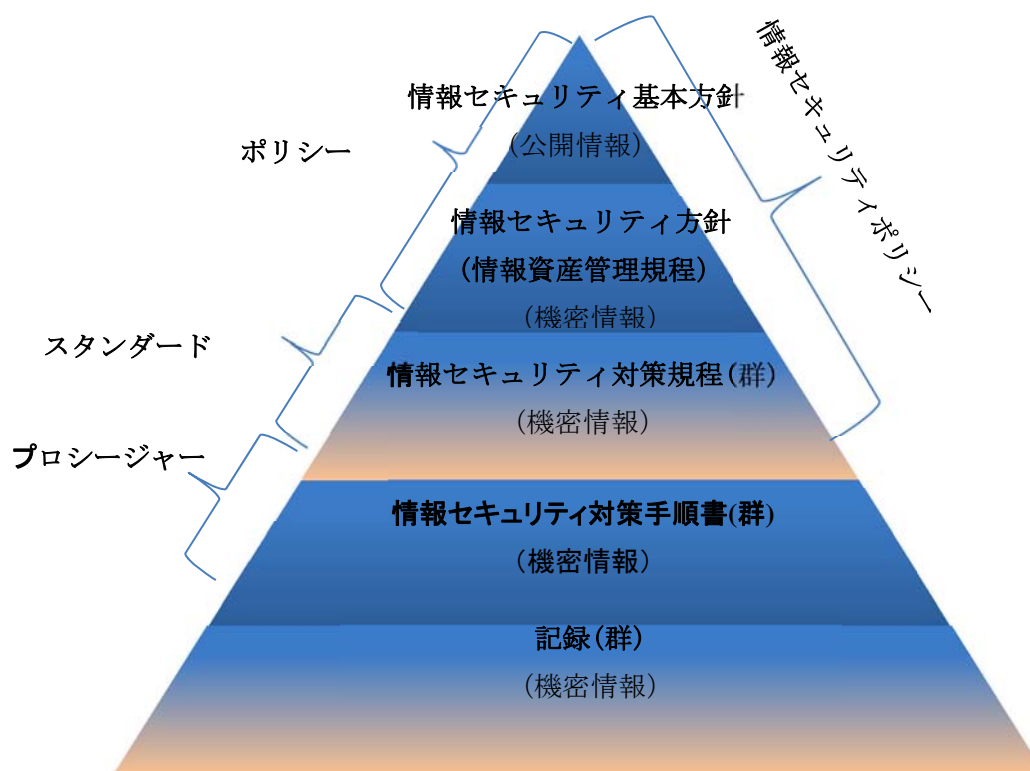 情報セキュリティ基本方針
(公開情報)
情報セキュリティ方針
(情報資産管理規程)
(機密情報)
情報セキュリティ対策規程(群)
(機密情報)
情報セキュリティ対策手順書(群)
(機密情報)
記録(群)
(機密情報)
ポリシー
スタンダード
プロシージャー
情報セキュリティポリシー